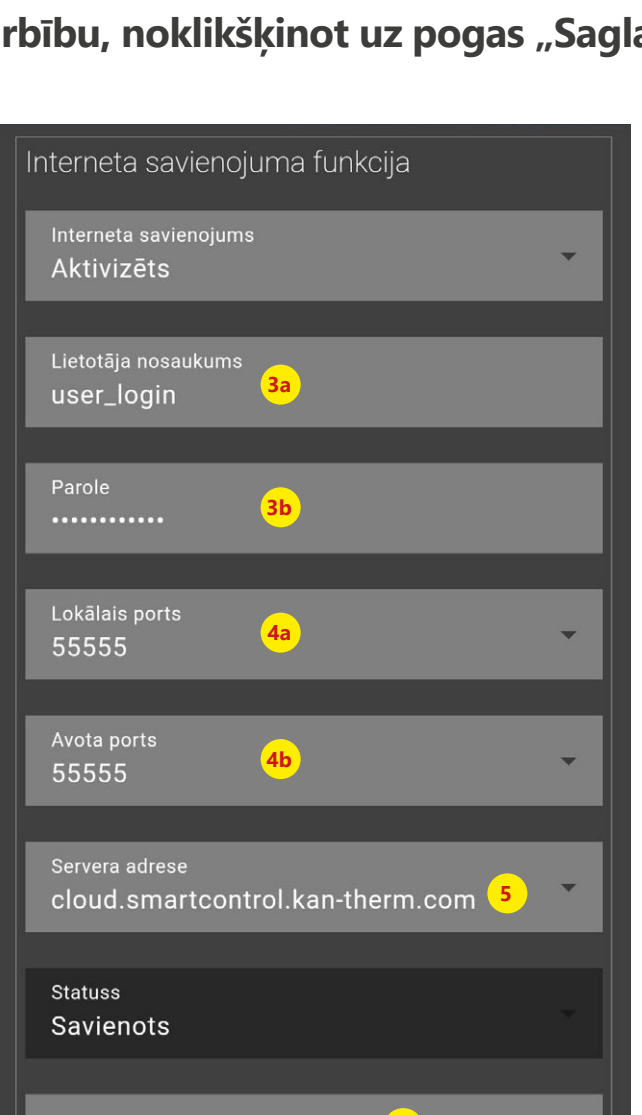 rbību, noklikšķinot uz pogas „Sagla
Interneta savienojuma funkcija
Interneta savienojums
Aktivizēts
Lietotāja nosaukums
user_login
3a
Parole
••••••••••••
3b
Lokālais ports
55555
4a
Avota ports
55555
4b
Servera adrese
cloud.smartcontrol.kan-therm.com
5
Statuss
Savienots